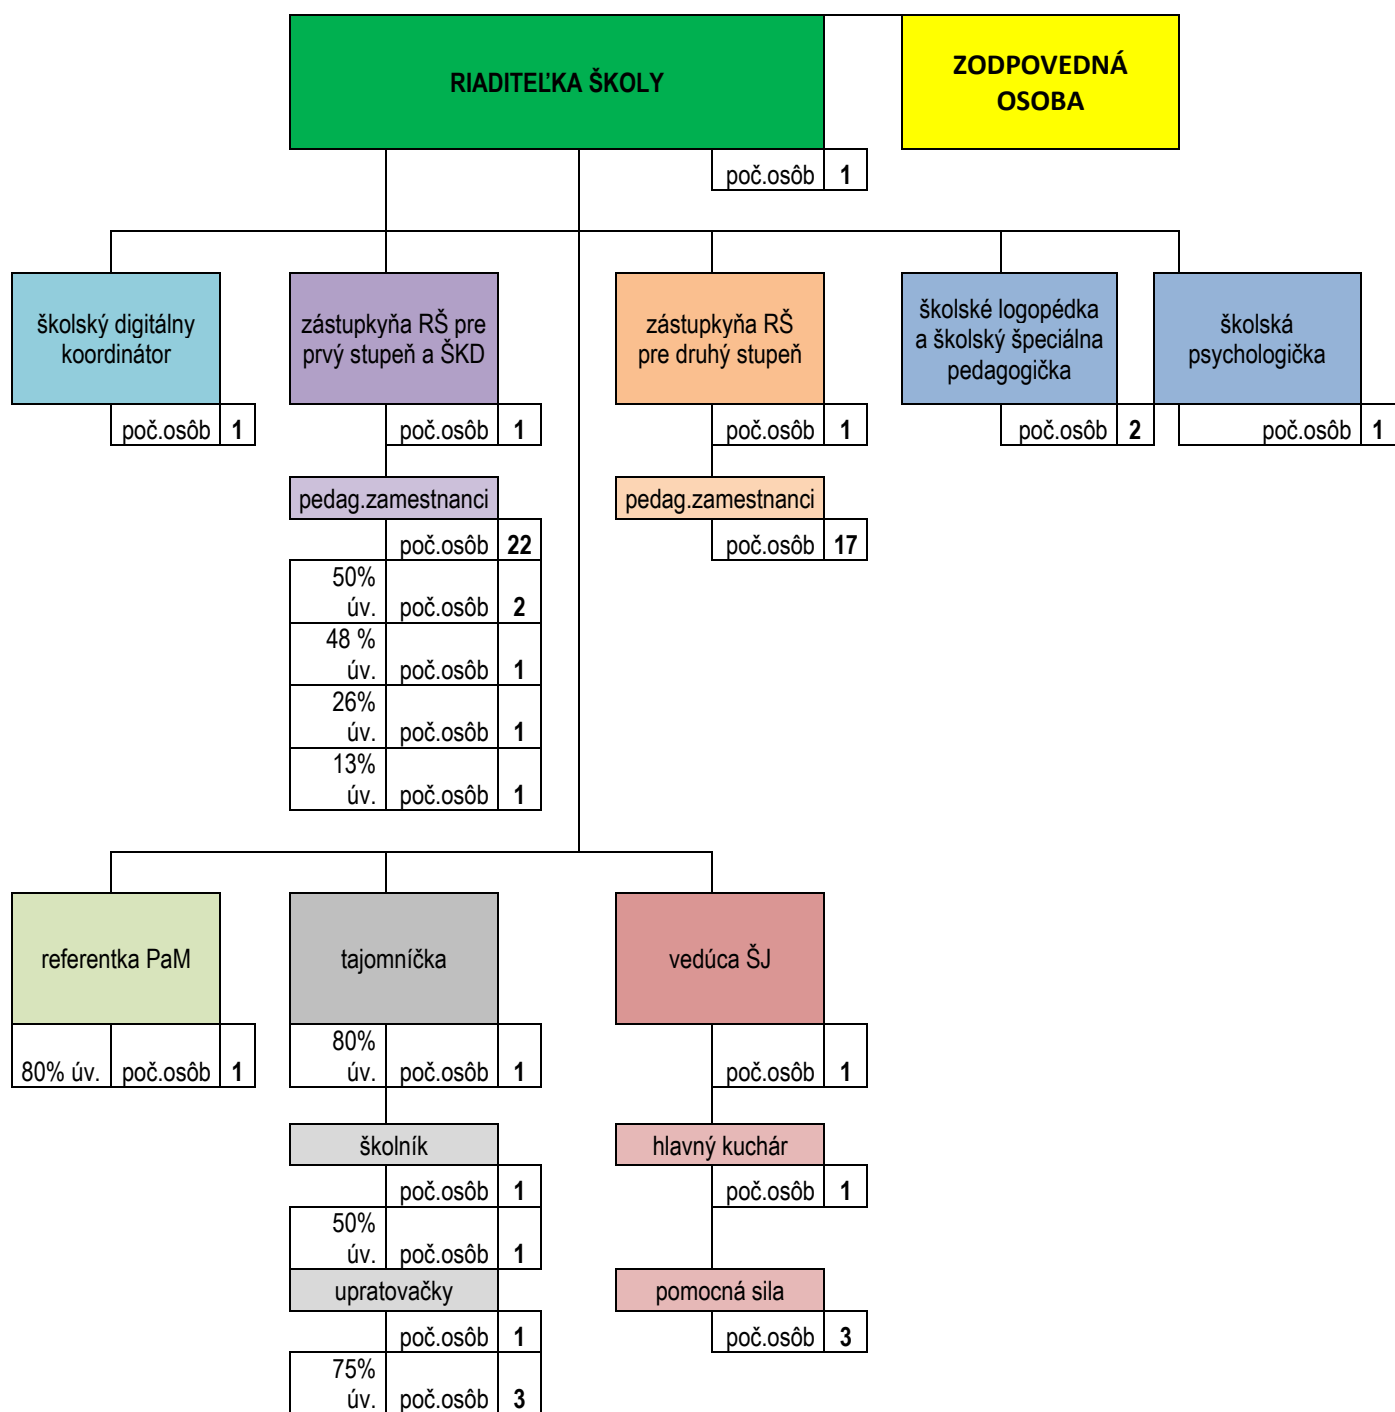 RIADITEĽKA ŠKOLY
ZODPOVEDNÁ
OSOBA
poč.osôb 1
školský digitálny
koordinátor
zástupkyňa RŠ pre
prvý stupeň a ŠKD
zástupkyňa RŠ
pre druhý stupeň
školské logopédka
a školský špeciálna
pedagogička
školská
psychologička
poč.osôb 1
poč.osôb 1
poč.osôb 1
poč.osôb 2
poč.osôb 1
pedag.zamestnanci
pedag.zamestnanci
poč.osôb 22
poč.osôb 17
50%
úv. poč.osôb 2
48 %
úv. poč.osôb 1
26%
úv. poč.osôb 1
13%
úv. poč.osôb 1
referentka PaM
tajomníčka
vedúca ŠJ
80% úv. poč.osôb 1
80%
úv. poč.osôb 1
poč.osôb 1
školník
hlavný kuchár
poč.osôb 1
poč.osôb 1
50%
úv. poč.osôb 1
upratovačky
pomocná sila
poč.osôb 1
poč.osôb 3
75%
úv. poč.osôb 3